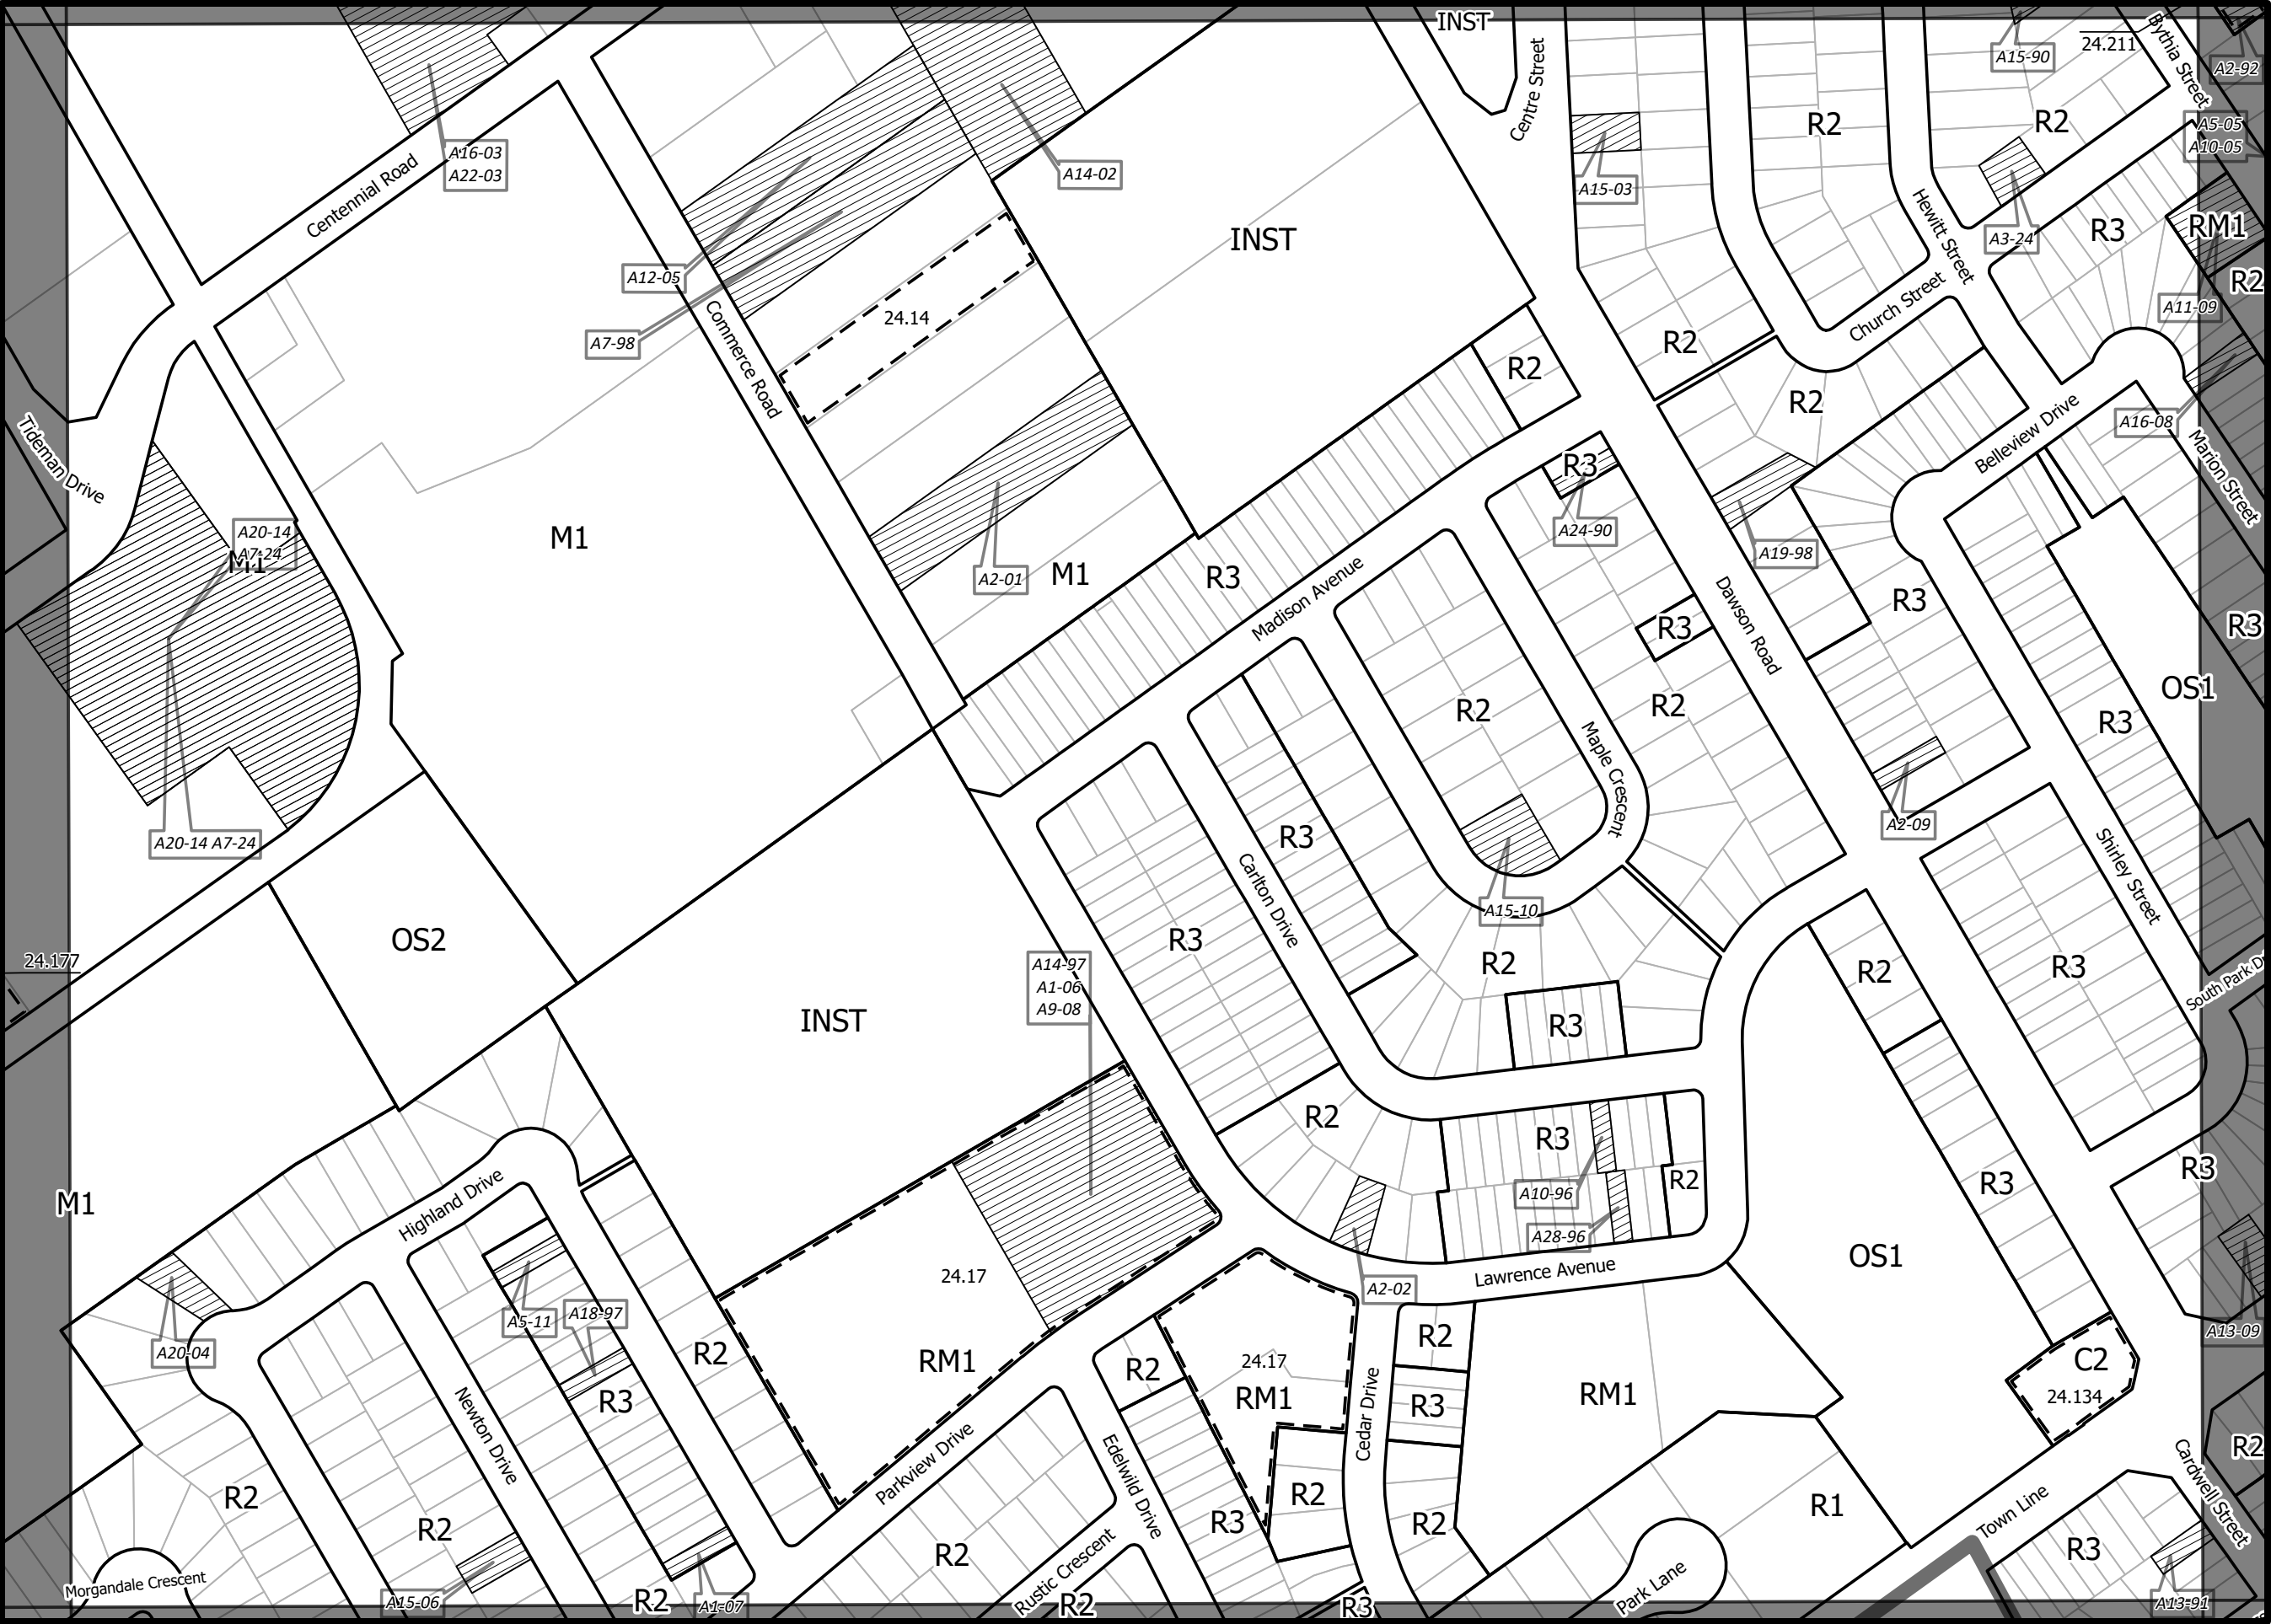 INST
Centre Street
A15-90
24.211
Bythia Street
A2-92
A16-03
A22-03
Centennial Road
A14-02
A15-03
R2
R2
A5-05
A10-05
Hewitt Street
A3-24
R3
RM1
R2
INST
A12-05
A7-98
24.14
Commerce Road
R2
Church Street
A11-09
R2
R2
Tideman Drive
Belleview Drive
A16-08
Marion Street
R3
A24-90
A19-98
A20-14
A7-24
M1
M1
A2-01
M1
R3
Madison Avenue
R3
Dawson Road
R3
R3
OS1
R2
R2
R3
Maple Crescent
A20-14 A7-24
R3
Carlton Drive
A2-09
Shirley Street
A15-10
OS2
R3
24.177
A14-97
A1-06
A9-08
R2
R2
R3
South Park Dr
INST
R3
R2
R3
R2
R3
R3
A10-96
A28-96
M1
Highland Drive
OS1
24.17
Lawrence Avenue
A2-02
A5-11
A18-97
A20-04
R2
RM1
R2
24.17
RM1
R2
R3
Cedar Drive
RM1
C2
24.134
A13-09
R3
Newton Drive
R2
R2
Parkview Drive
Edelwild Drive
R3
R2
R2
R1
Town Line
Cardwell Street
R2
R2
R3
Morgandale Crescent
A15-06
R2
A1-07
Rustic Crescent
R2
R3
Park Lane
A13-91